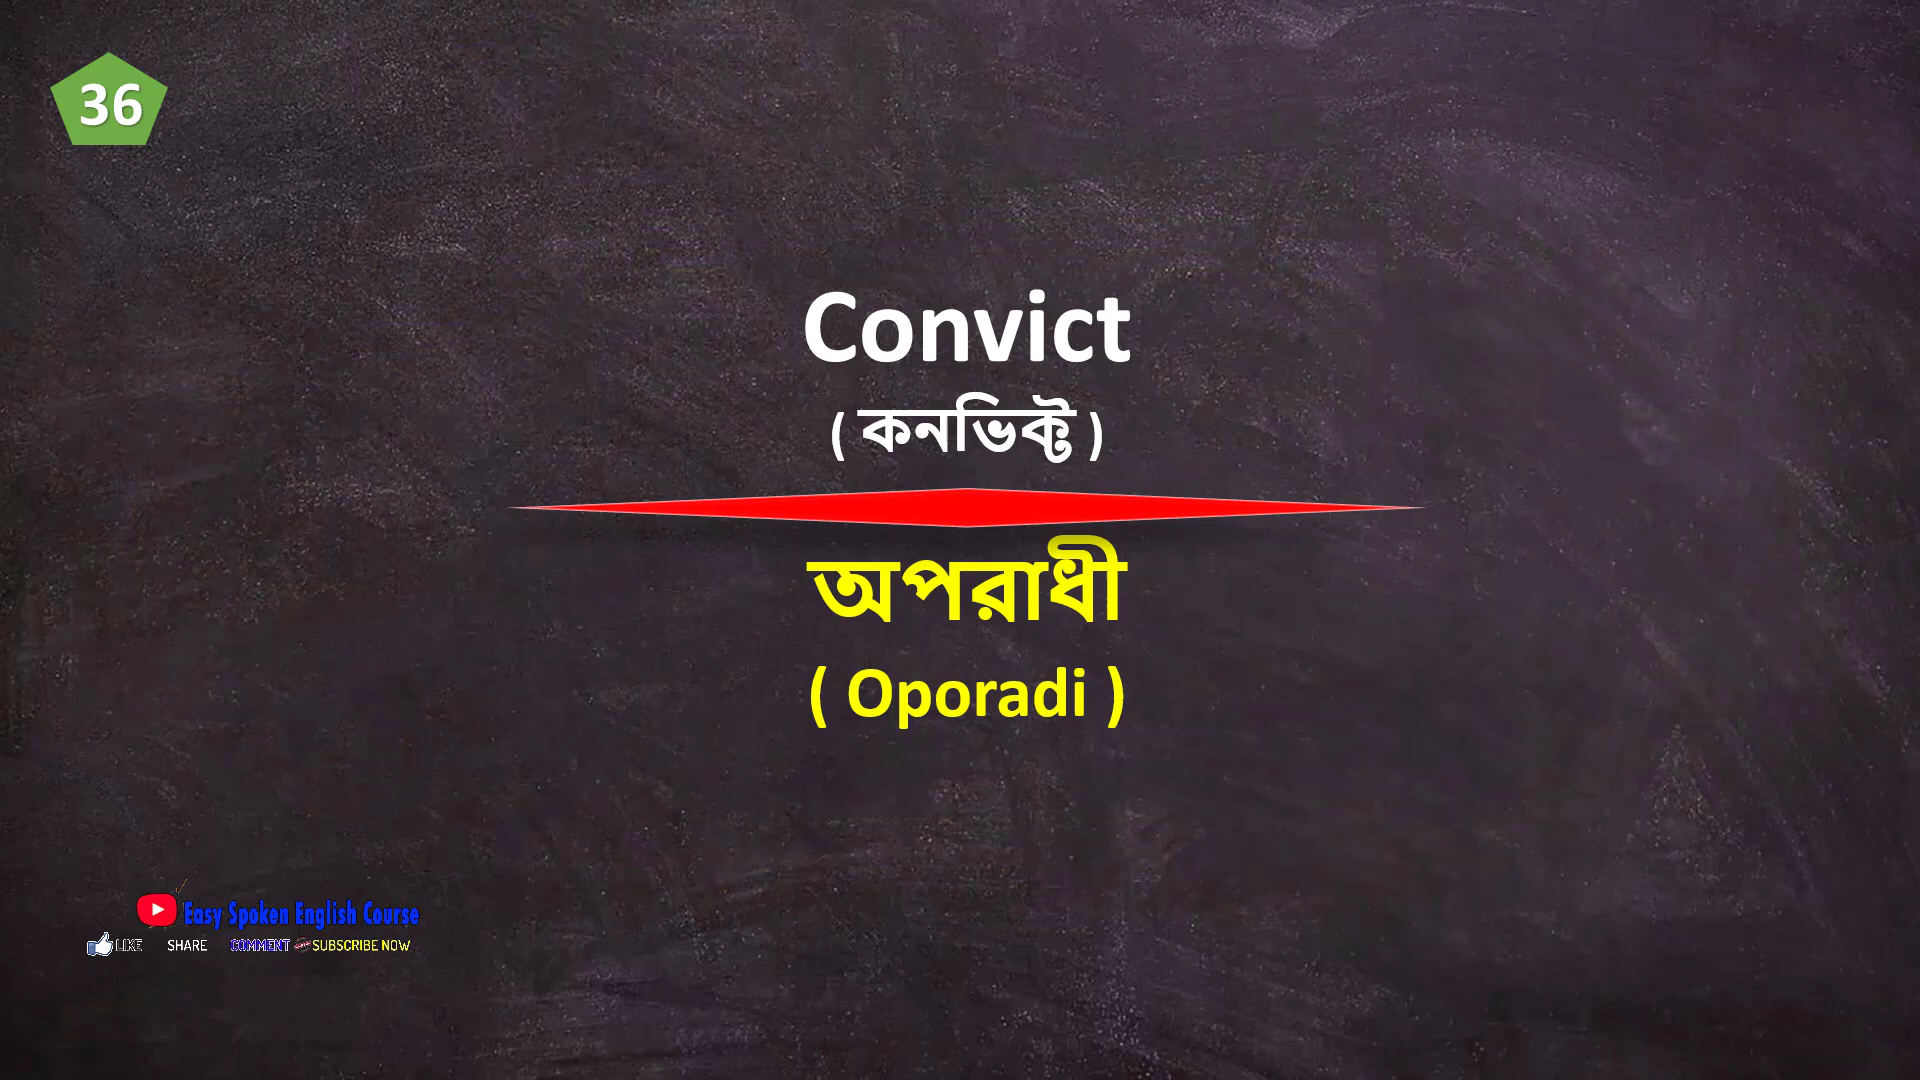 36
Convict
( কনভিক্ট )
অপরাধী
( Oporadi )
Easy Spoken English Course
LIKE SHARE COMMENT SUBSCRIBE NOW